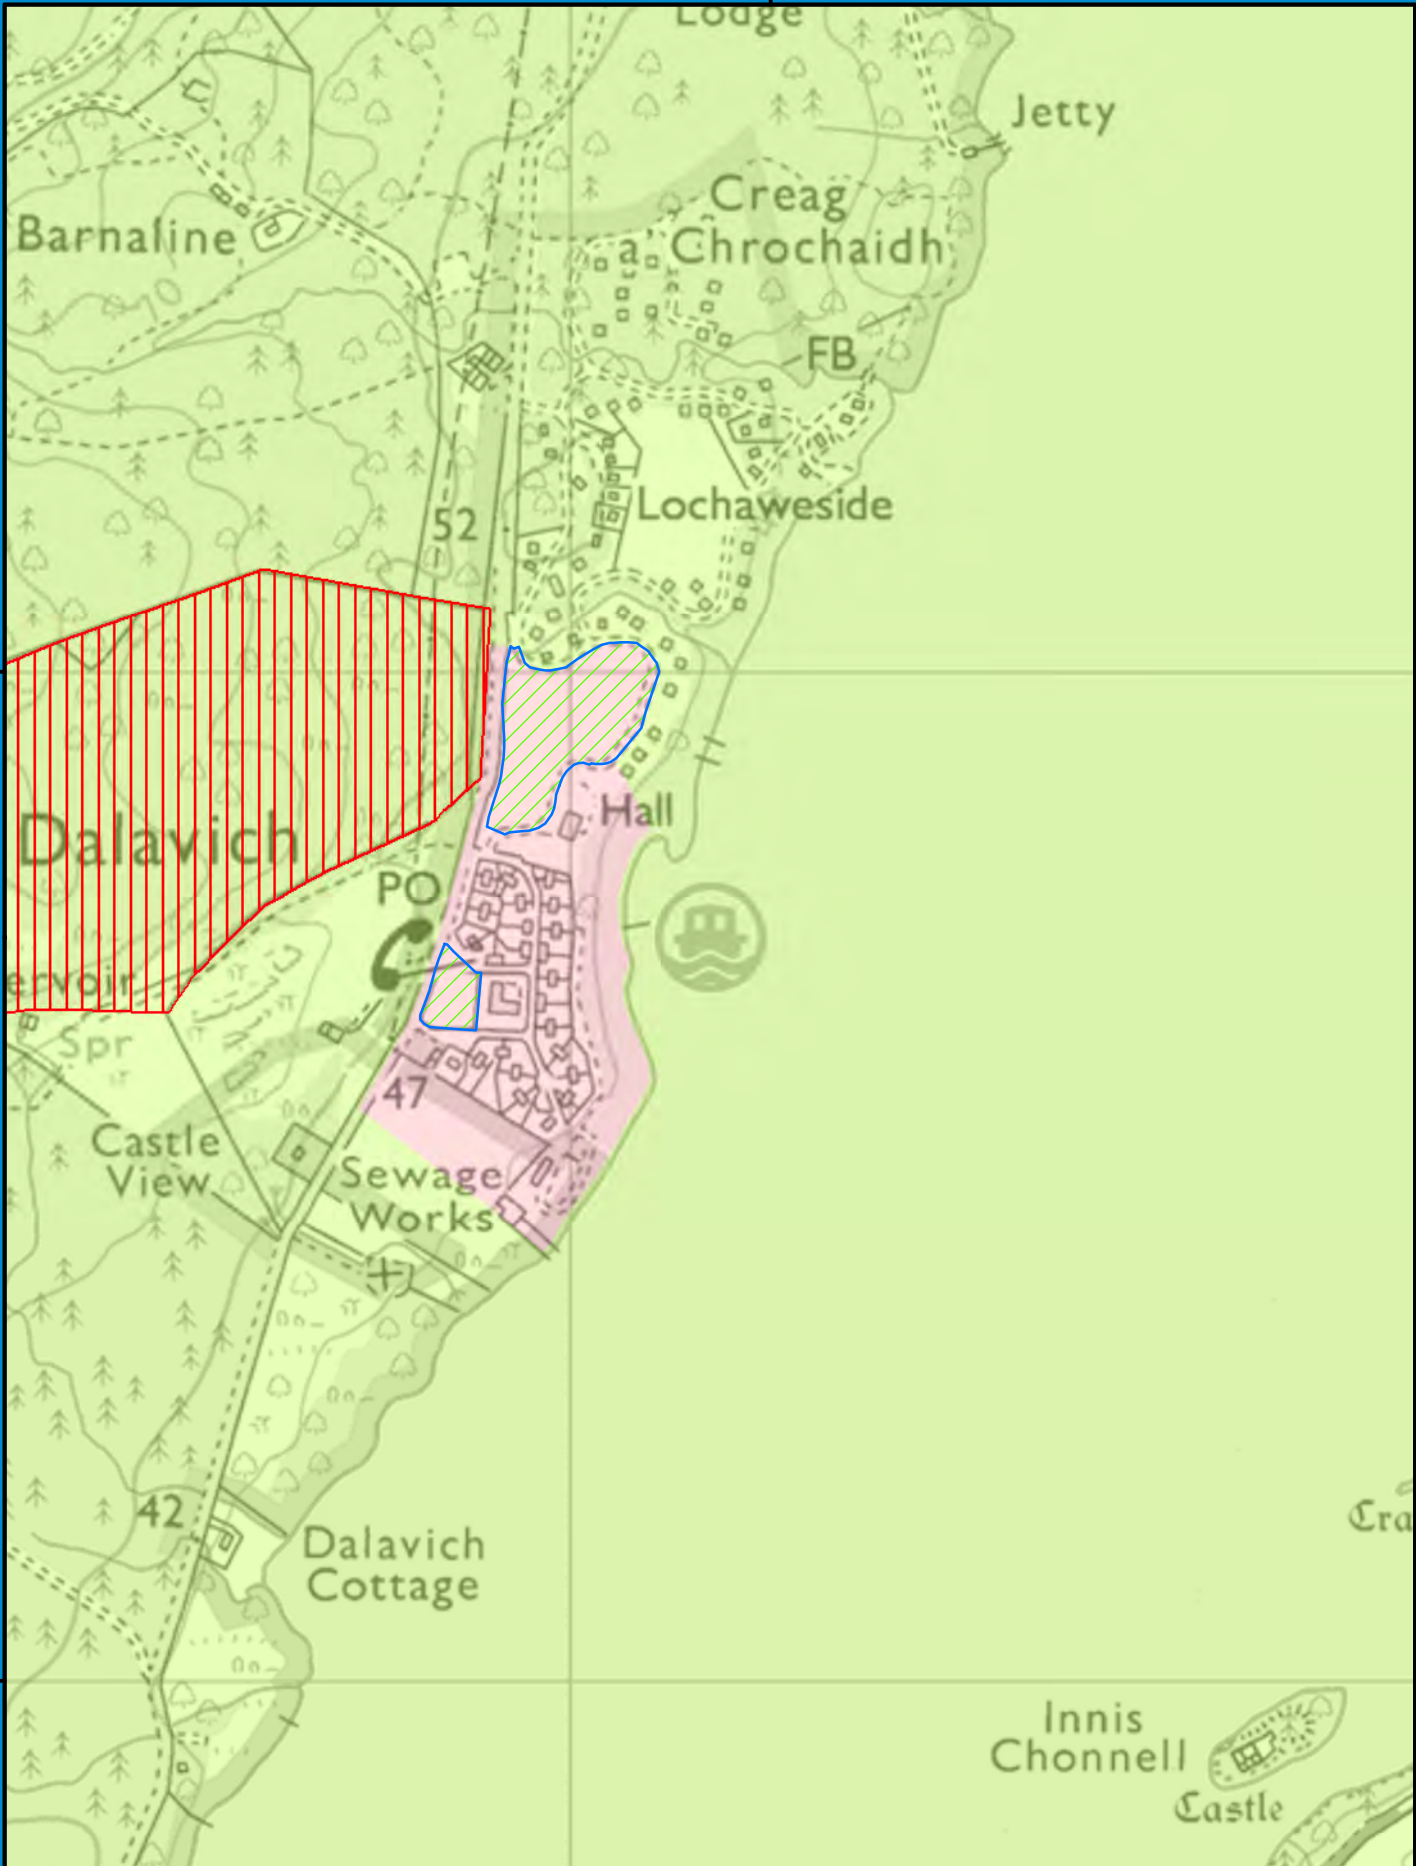 Lodge
Jetty
Creag
a' Chrochaidh
Barnaline
FB
Lochaweside
52
Hall
Dalavich
PO
ervoir
Spr
47
Castle
View
Sewage
Works
42
Dalavich
Cottage
Cra
Innis
Chonnell
Castle